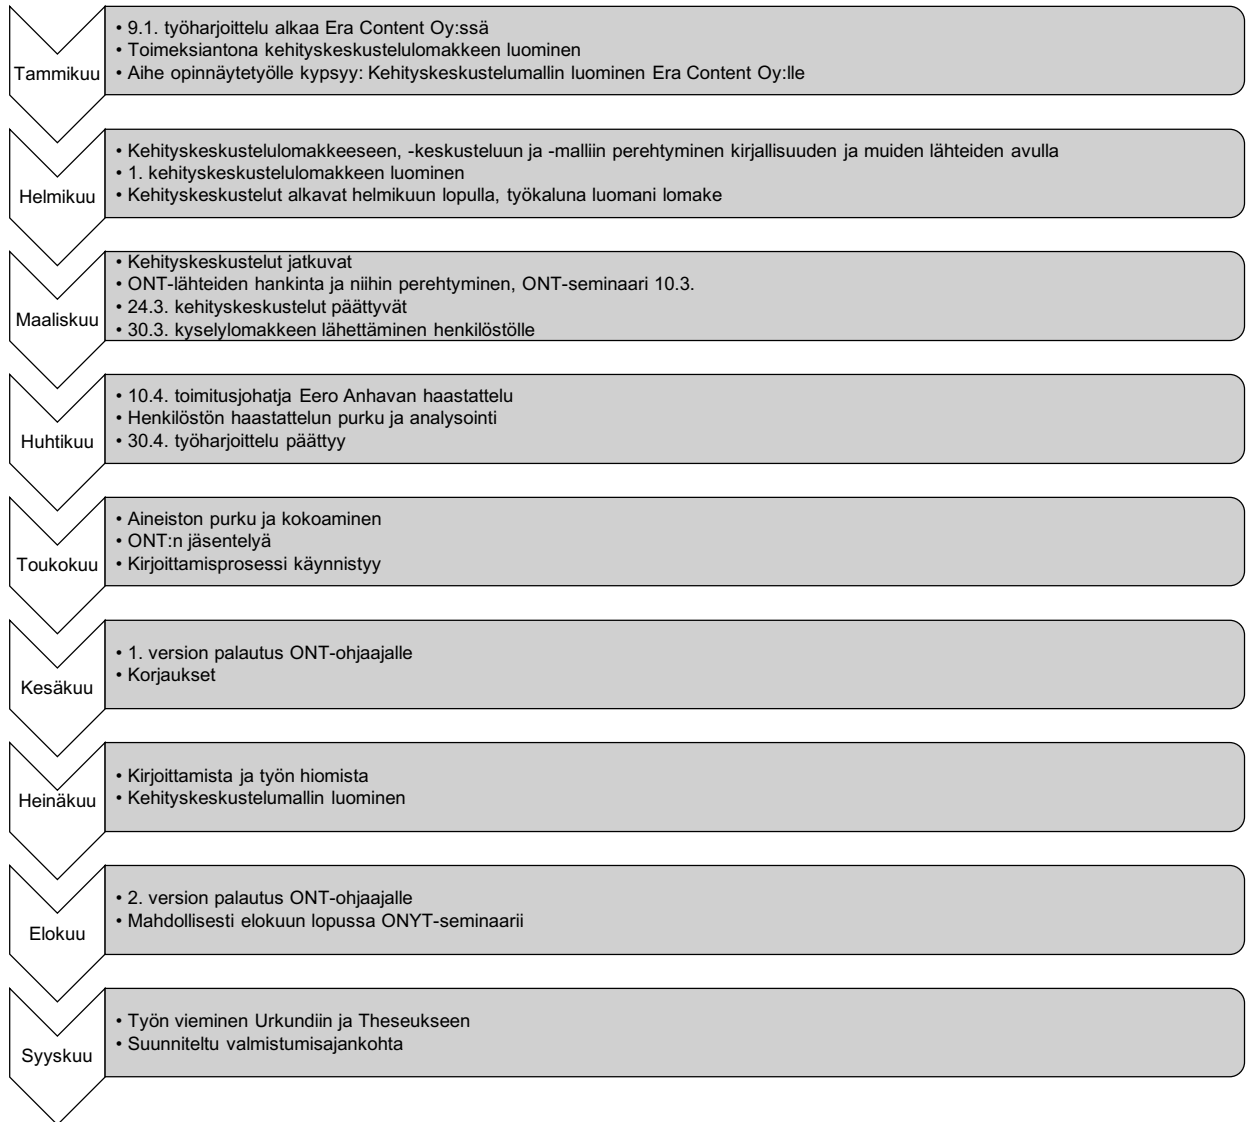 Tammikuu
• 9.1. työharjoittelu alkaa Era Content Oy:ssä
• Toimeksiantona kehityskeskustelulomakkeen luominen
• Aihe opinnäytetyölle kypsyy: Kehityskeskustelumallin luominen Era Content Oy:lle
Helmikuu
• Kehityskeskustelulomakkeeseen, -keskusteluun ja -malliin perehtyminen kirjallisuuden ja muiden lähteiden avulla
• 1. kehityskeskustelulomakkeen luominen
• Kehityskeskustelut alkavat helmikuun lopulla, työkaluna luomani lomake
Maaliskuu
• Kehityskeskustelut jatkuvat
• ONT-lähteiden hankinta ja niihin perehtyminen, ONT-seminaari 10.3.
• 24.3. kehityskeskustelut päättyvät
• 30.3. kyselylomakkeen lähettäminen henkilöstölle
Huhtikuu
• 10.4. toimitusjohatja Eero Anhavan haastattelu
• Henkilöstön haastattelun purku ja analysointi
• 30.4. työharjoittelu päättyy
Toukokuu
• Aineiston purku ja kokoaminen
• ONT:n jäsentelyä
• Kirjoittamisprosessi käynnistyy
Kesäkuu
• 1. version palautus ONT-ohjaajalle
• Korjaukset
Heinäkuu
• Kirjoittamista ja työn hiomista
• Kehityskeskustelumallin luominen
Elokuu
• 2. version palautus ONT-ohjaajalle
• Mahdollisesti elokuun lopussa ONYT-seminaarii
Syyskuu
• Työn vieminen Urkundiin ja Theseukseen
• Suunniteltu valmistumisajankohta